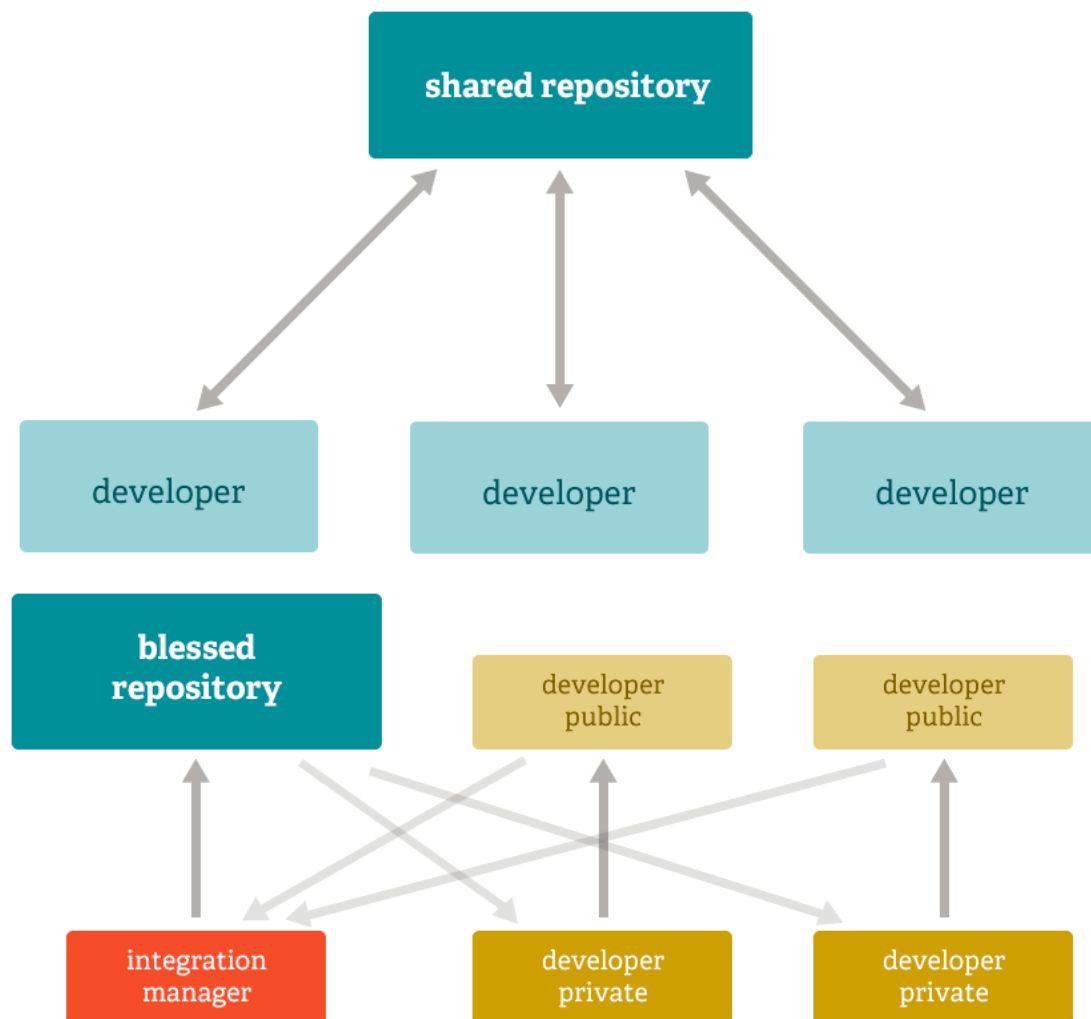 shared repository
developer
developer
developer
blessed
repository
developer
public
developer
public
integration
manager
developer
private
developer
private